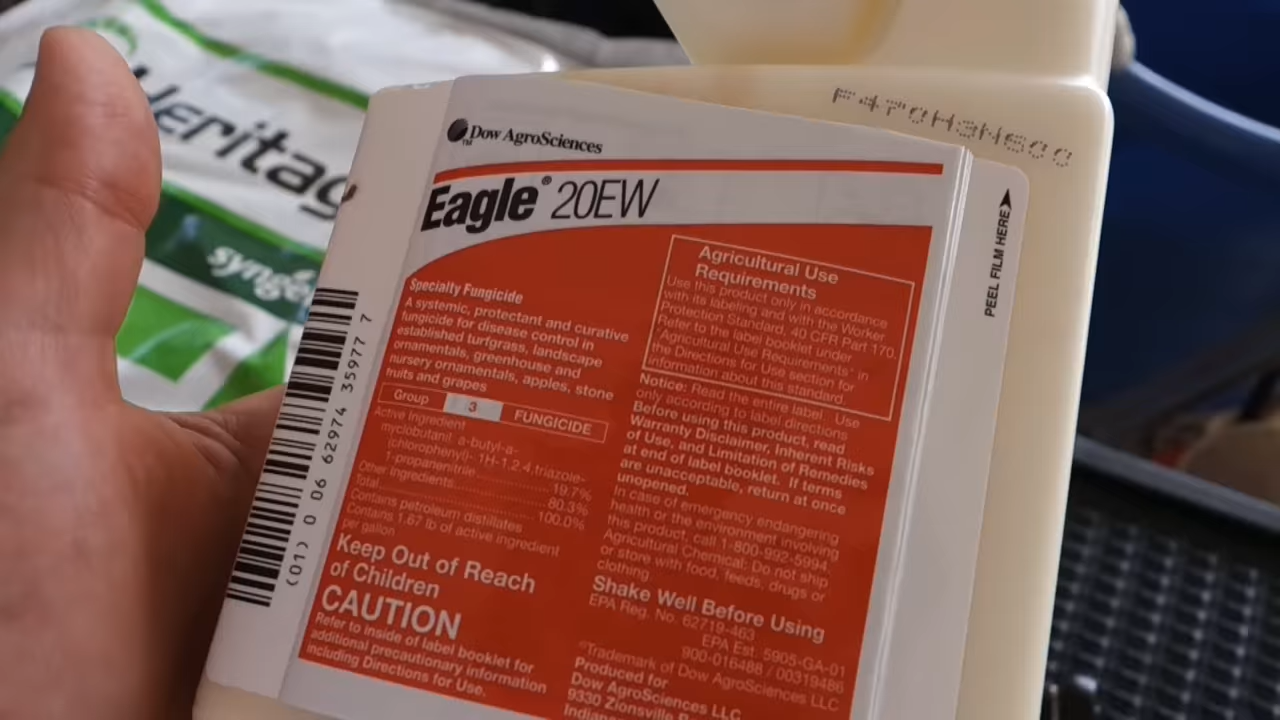 Heritag
synge
F470H3N600
Dow AgroSciences
TM
Eagle® 20EW
PEEL FILM HERE
Specialty Fungicide
A systemic, protectant and curative
fungicide for disease control in
established turfgrass, landscape
ornamentals, greenhouse and
nursery ornamentals, apples, stone
fruits and grapes
Group 3 FUNGICIDE
Active Ingredient
myclobutanil: a-butyl-a-
(chlorophenyl)- 1H-1,2,4,triazole-
1-propanenitrile 19.7%
Other Ingredients 80.3%
Total 100.0%
Contains petroleum distillates
Contains 1.67 lb of active ingredient
per gallon
Keep Out of Reach
of Children
CAUTION
Refer to inside of label booklet for
additional precautionary information
including Directions for Use.
Agricultural Use
Requirements
Use this product only in accordance
with its labeling and with the Worker
Protection Standard, 40 CFR Part 170.
Refer to the label booklet under
"Agricultural Use Requirements" in
the Directions for Use section for
information about this standard.
Notice: Read the entire label. Use
only according to label directions.
Before using this product, read
Warranty Disclaimer, Inherent Risks
of Use, and Limitation of Remedies
at end of label booklet. If terms
are unacceptable, return at once
unopened.
In case of emergency endangering
health or the environment involving
this product, call 1-800-992-5994.
Agricultural Chemical: Do not ship
or store with food, feeds, drugs or
clothing.
Shake Well Before Using
EPA Reg. No. 62719-463
EPA Est. 5905-GA-01
900-016488 / 00319486
®Trademark of Dow AgroSciences LLC
Produced for
Dow AgroSciences LLC
9330 Zionsville
(01) 0 06 62974 35977 7